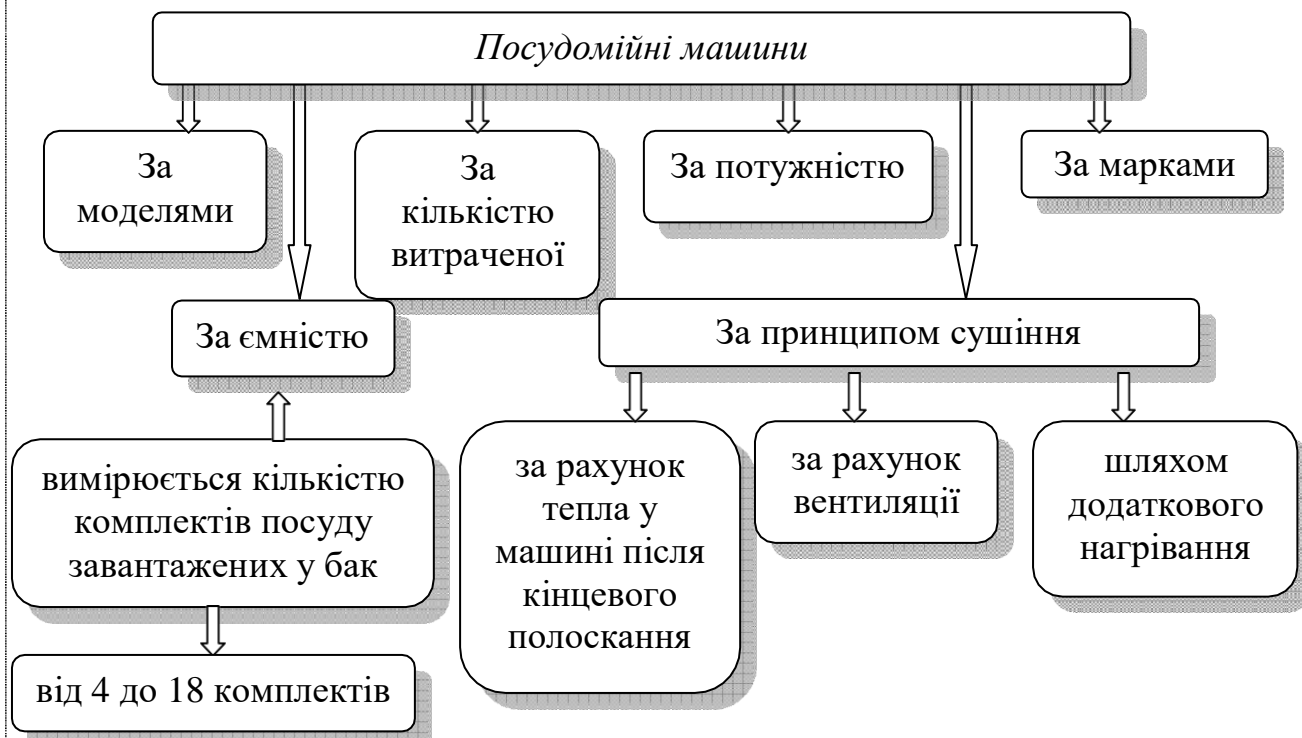 Посудомийні машини
За
моделями
За
кількістю
витраченої
За потужністю
За марками
За ємністю
За принципом сушіння
вимірюється кількістю
комплектів посуду
завантажених у бак
від 4 до 18 комплектів
за рахунок
тепла у
машині після
кінцевого
полоскання
за рахунок
вентиляції
шляхом
додаткового
нагрівання